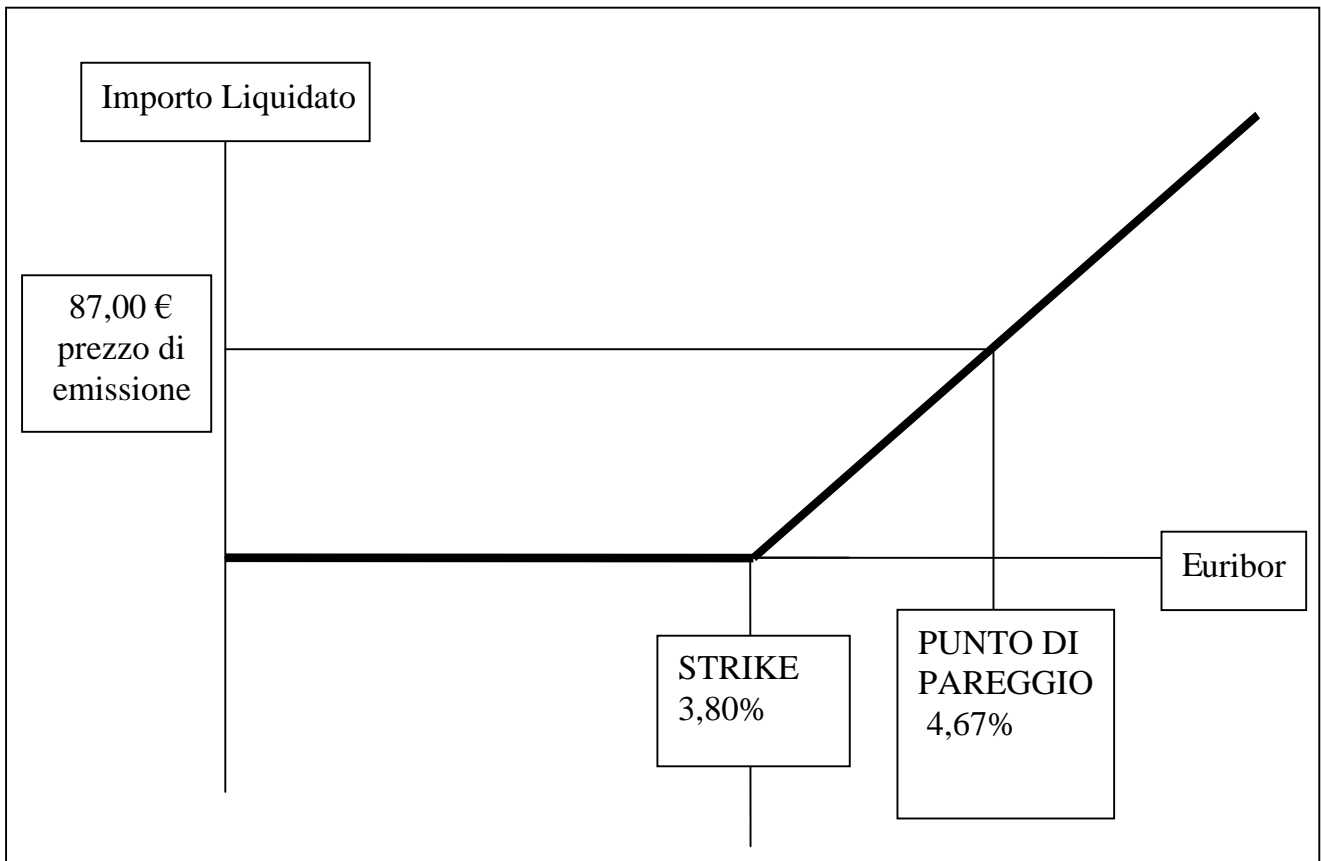 Importo Liquidato
87,00 €
prezzo di
emissione
Euribor
STRIKE
3,80%
PUNTO DI
PAREGGIO
4,67%